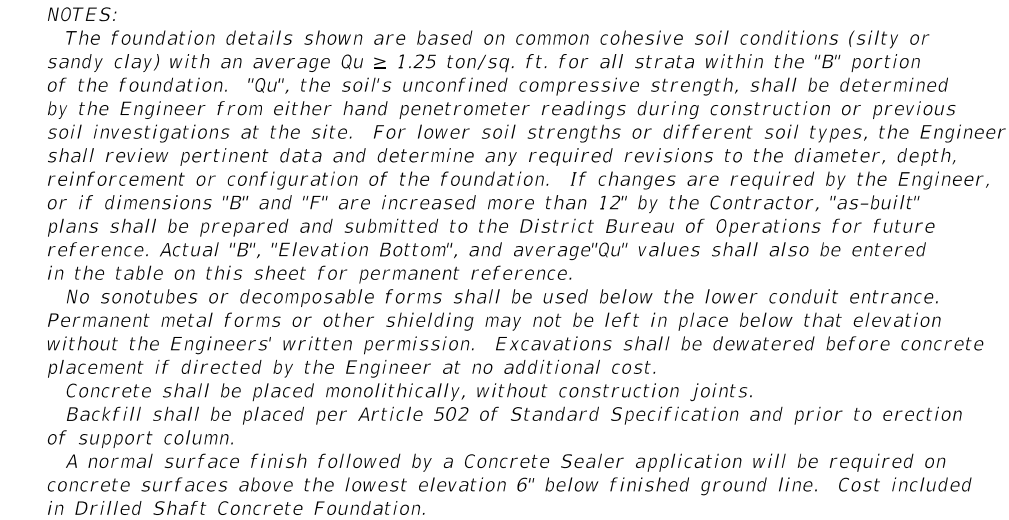 NOTES:
The foundation details shown are based on common cohesive soil conditions (silty or
sandy clay) with an average Qu ≥ 1.25 ton/sq. ft. for all strata within the "B" portion
of the foundation. "Qu", the soil's unconfined compressive strength, shall be determined
by the Engineer from either hand penetrometer readings during construction or previous
soil investigations at the site. For lower soil strengths or different soil types, the Engineer
shall review pertinent data and determine any required revisions to the diameter, depth,
reinforcement or configuration of the foundation. If changes are required by the Engineer,
or if dimensions "B" and "F" are increased more than 12" by the Contractor, "as-built"
plans shall be prepared and submitted to the District Bureau of Operations for future
reference. Actual "B", "Elevation Bottom", and average"Qu" values shall also be entered
in the table on this sheet for permanent reference.
No sonotubes or decomposable forms shall be used below the lower conduit entrance.
Permanent metal forms or other shielding may not be left in place below that elevation
without the Engineers' written permission. Excavations shall be dewatered before concrete
placement if directed by the Engineer at no additional cost.
Concrete shall be placed monolithically, without construction joints.
Backfill shall be placed per Article 502 of Standard Specification and prior to erection
of support column.
A normal surface finish followed by a Concrete Sealer application will be required on
concrete surfaces above the lowest elevation 6" below finished ground line. Cost included
in Drilled Shaft Concrete Foundation.